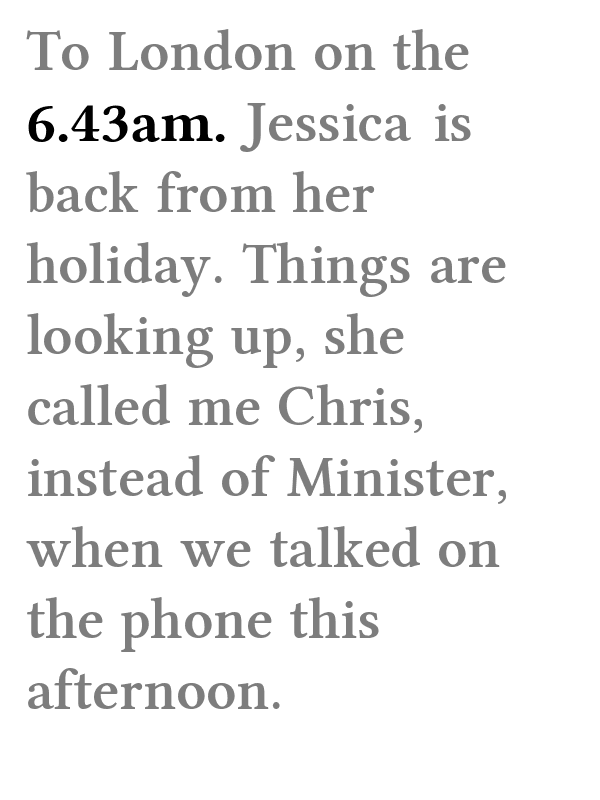 To London on the
6.43am. Jessica is
back from her
holiday. Things are
looking up, she
called me Chris,
instead of Minister,
when we talked on
the phone this
afternoon.